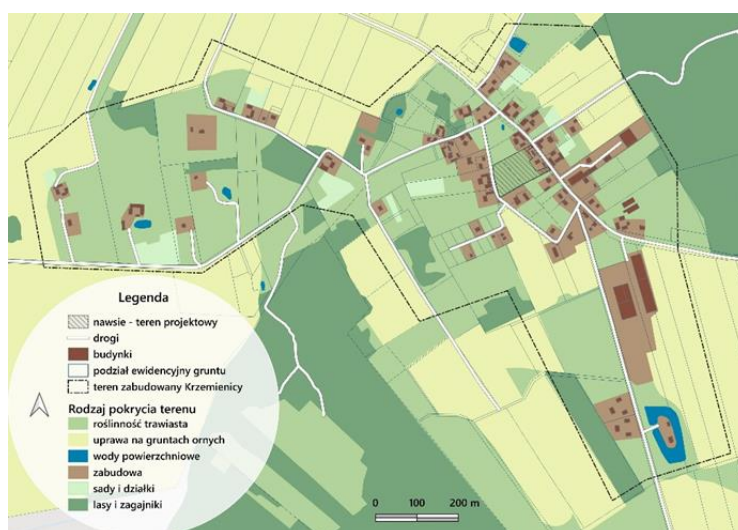 Legenda
nawsie - teren projektowy
drogi
budynki
podział ewidencyjny gruntu
teren zabudowany Krzemienicy
Rodzaj pokrycia terenu
roślinność trawiasta
uprawa na gruntach ornych
wody powierzchniowe
zabudowa
sady i działki
lasy i zagajniki
0 100 200 m